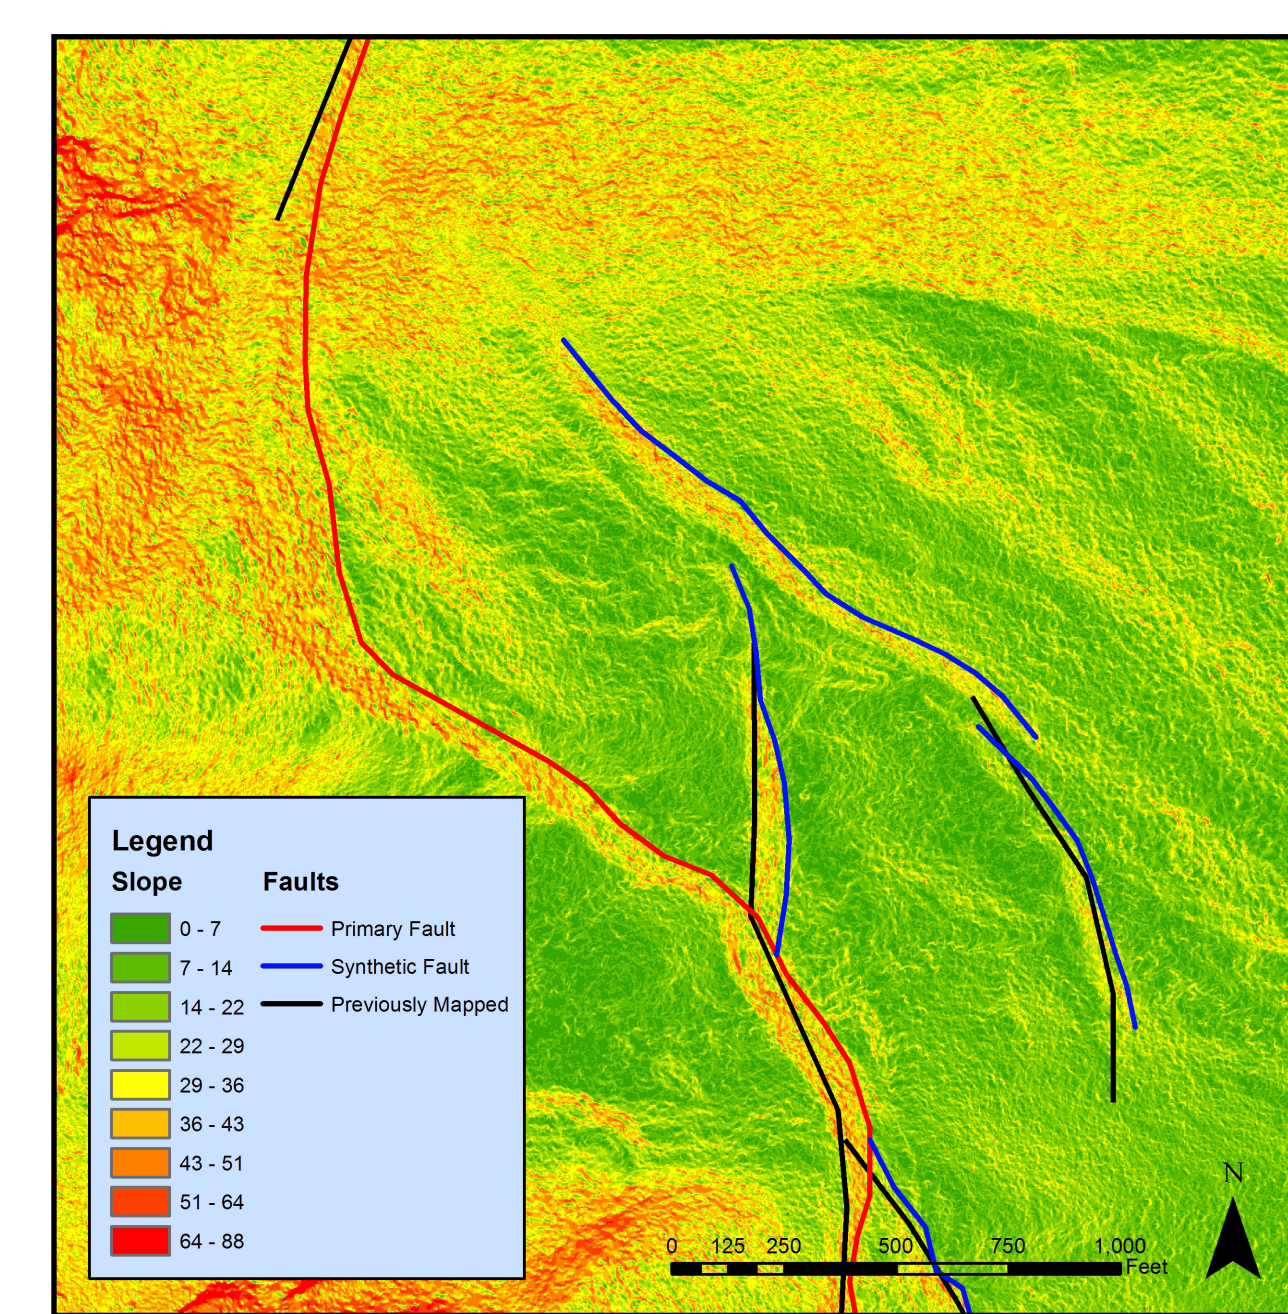 Legend
Slope Faults
0 - 7 Primary Fault
7 - 14 Synthetic Fault
14 - 22 Previously Mapped
22 - 29
29 - 36
36 - 43
43 - 51
51 - 64
64 - 88
N
0 125 250 500 750 1,000
Feet